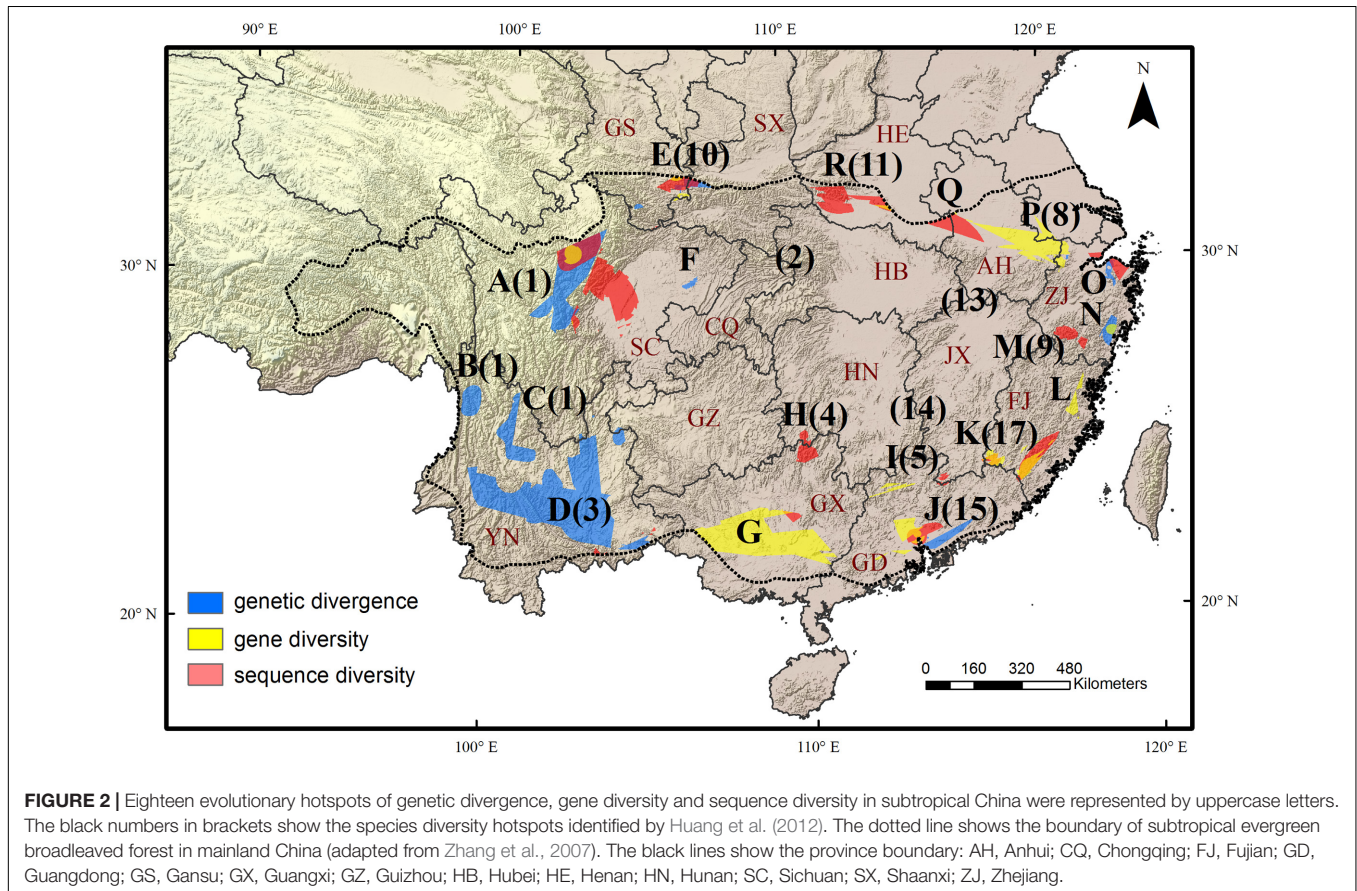 90° E 100° E 110° E 120° E
N
GS SX HE
E(10) R(11) Q P(8)
30° N 30° N
A(1) F (2) HB AH O
(13) ZJ N
SC CQ M(9)
B(1) C(1) HN JX L
GZ H(4) (14) FJ K(17)
I(5)
D(3) G GX J(15)
YN GD
genetic divergence
20° N 20° N
gene diversity
sequence diversity
0 160 320 480
Kilometers
100° E 110° E 120° E
FIGURE 2 | Eighteen evolutionary hotspots of genetic divergence, gene diversity and sequence diversity in subtropical China were represented by uppercase letters.
The black numbers in brackets show the species diversity hotspots identified by Huang et al. (2012). The dotted line shows the boundary of subtropical evergreen
broadleaved forest in mainland China (adapted from Zhang et al., 2007). The black lines show the province boundary: AH, Anhui; CQ, Chongqing; FJ, Fujian; GD,
Guangdong; GS, Gansu; GX, Guangxi; GZ, Guizhou; HB, Hubei; HE, Henan; HN, Hunan; SC, Sichuan; SX, Shaanxi; ZJ, Zhejiang.